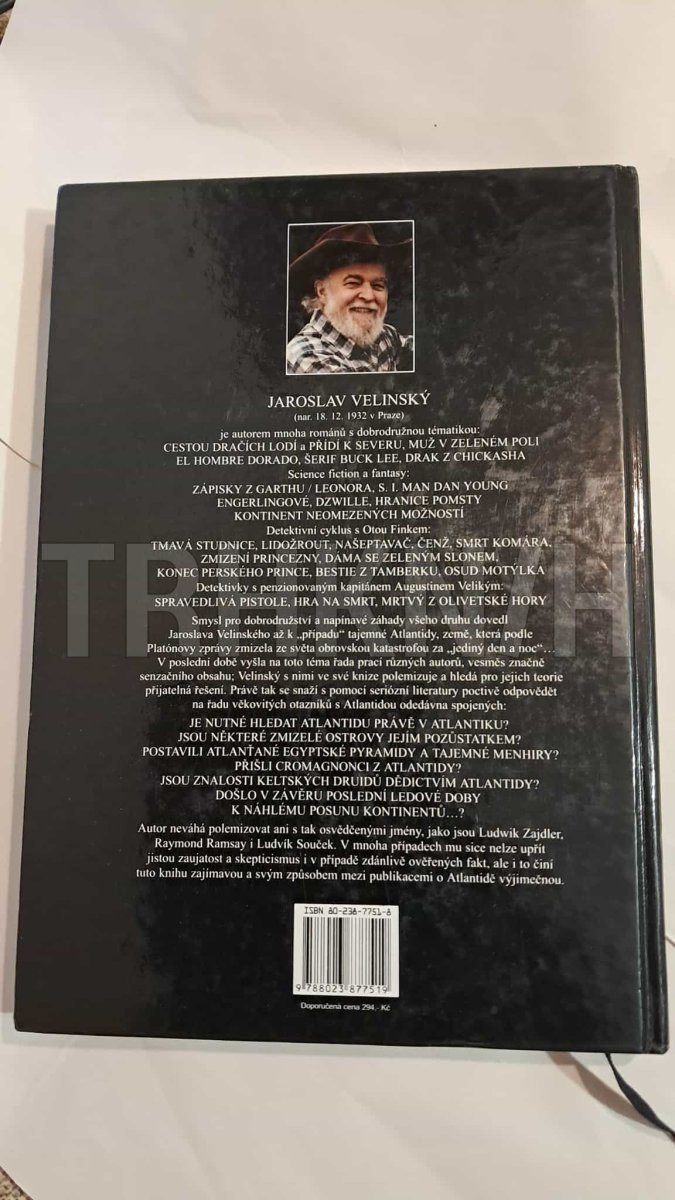 JAROSLAV VELINSKÝ
(nar. 18. 12. 1932 v Praze)
je autorem mnoha románů s dobrodružnou tématikou:
CESTOU DRAČÍCH LODÍ a PŘÍDÍ K SEVERU, MUŽ V ZELENÉM POLI
EL HOMBRE DORADO, ŠERIF BUCK LEE, DRAK Z CHICKASHA
Science fiction a fantasy:
ZÁPISKY Z GARTHU / LEONORA, S. I. MAN DAN YOUNG
ENGERLINGOVÉ, DZWILLE, HRANICE POMSTY
KONTINENT NEOMEZENÝCH MOŽNOSTÍ
Detektivní cyklus s Otou Finkem:
TMAVÁ STUDNICE, LIDOŽROUT, NAŠEPTAVAČ, ČENŽ, SMRT KOMÁRA,
ZMIZENÍ PRINCEZNY, DÁMA SE ZELENÝM SLONEM,
KONEC PERSKÉHO PRINCE, BESTIE Z TAMBERKU, OSUD MOTÝLKA
Detektivky s penzionovaným kapitánem Augustinem Velikým:
SPRAVEDLIVÁ PISTOLE, HRA NA SMRT, MRTVÝ Z OLIVETSKÉ HORY
Smysl pro dobrodružství a napínavé záhady všeho druhu dovedl
Jaroslava Velinského až k „případu“ tajemné Atlantidy, země, která podle
Platónovy zprávy zmizela ze světa obrovskou katastrofou za „jediný den a noc“…
V poslední době vyšla na toto téma řada prací různých autorů, vesměs značně
senzačního obsahu; Velinský s nimi ve své knize polemizuje a hledá pro jejich teorie
přijatelná řešení. Právě tak se snaží s pomocí seriózní literatury poctivě odpovědět
na řadu věkovitých otazníků s Atlantidou odedávna spojených:
JE NUTNÉ HLEDAT ATLANTIDU PRÁVĚ V ATLANTIKU?
JSOU NĚKTERÉ ZMIZELÉ OSTROVY JEJÍM POZŮSTATKEM?
POSTAVILI ATLANŤANÉ EGYPTSKÉ PYRAMIDY A TAJEMNÉ MENHIRY?
PŘIŠLI CROMAGNONCI Z ATLANTIDY?
JSOU ZNALOSTI KELTSKÝCH DRUIDŮ DĚDICTVÍM ATLANTIDY?
DOŠLO V ZÁVĚRU POSLEDNÍ LEDOVÉ DOBY
K NÁHLÉMU POSUNU KONTINENTŮ…?
Autor neváhá polemizovat ani s tak osvědčenými jmény, jako jsou Ludwik Zajdler,
Raymond Ramsay i Ludvík Souček. V mnoha případech mu sice nelze upřít
jistou zaujatost a skepticismus i v případě zdánlivě ověřených fakt, ale i to činí
tuto knihu zajímavou a svým způsobem mezi publikacemi o Atlantidě výjimečnou.
ISBN 80-238-7751-8
9 788023 877519
Doporučená cena 294,- Kč